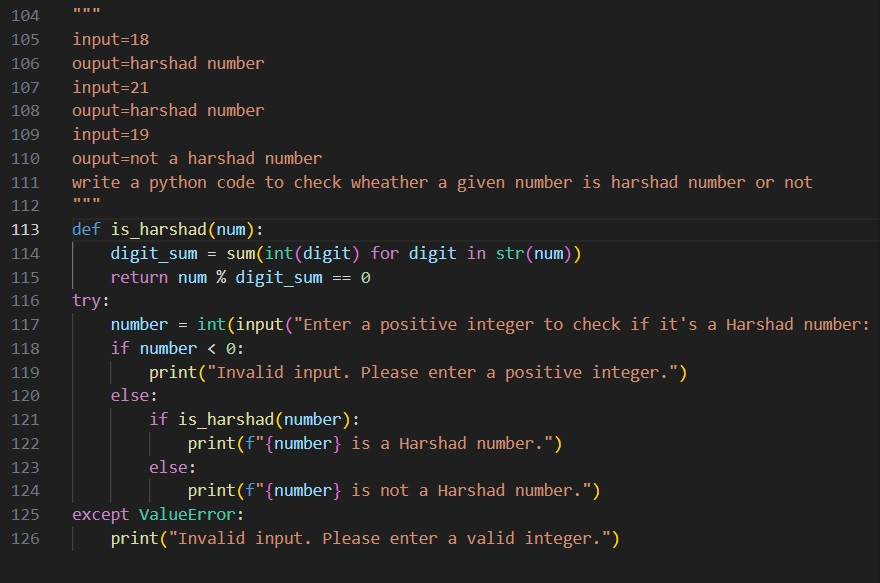 104 """
105 input=18
106 ouput=harshad number
107 input=21
108 ouput=harshad number
109 input=19
110 ouput=not a harshad number
111 write a python code to check wheather a given number is harshad number or not
112 """
113 def is_harshad(num):
114     digit_sum = sum(int(digit) for digit in str(num))
115     return num % digit_sum == 0
116 try:
117     number = int(input("Enter a positive integer to check if it's a Harshad number:
118     if number < 0:
119         print("Invalid input. Please enter a positive integer.")
120     else:
121         if is_harshad(number):
122             print(f"{number} is a Harshad number.")
123         else:
124             print(f"{number} is not a Harshad number.")
125 except ValueError:
126     print("Invalid input. Please enter a valid integer.")